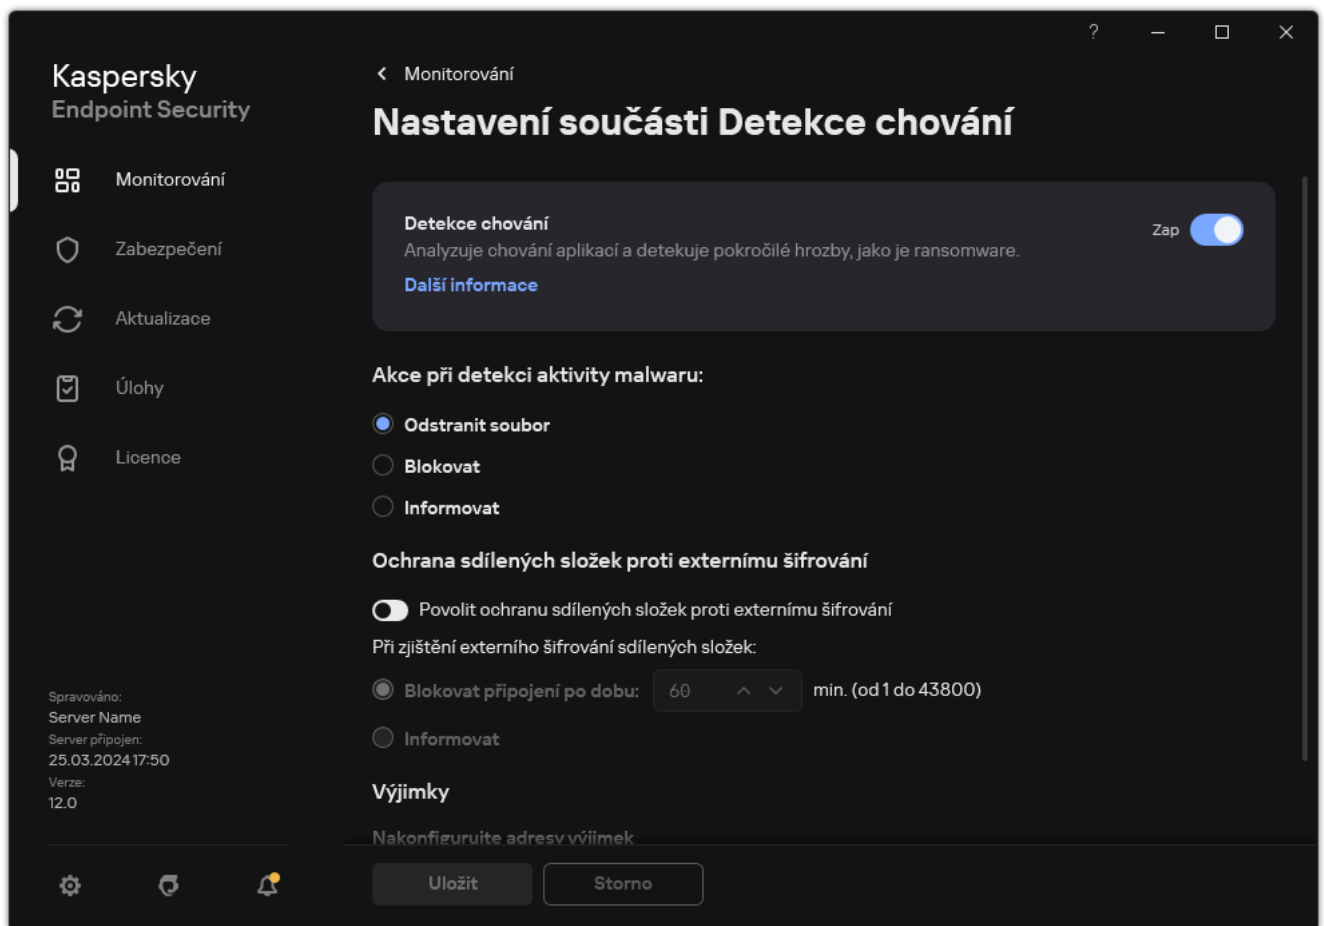 ?
Kaspersky
Endpoint Security
Monitorování
Zabezpečení
Aktualizace
Úlohy
Licence
Spravováno:
Server Name
Server připojen:
25.03.2024 17:50
Verze:
12.0
Monitorování
Nastavení součásti Detekce chování
Detekce chování
Zap
Analyzuje chování aplikací a detekuje pokročilé hrozby, jako je ransomware.
Další informace
Akce při detekci aktivity malwaru:
Odstranit soubor
Blokovat
Informovat
Ochrana sdílených složek proti externímu šifrování
Povolit ochranu sdílených složek proti externímu šifrování
Při zjištění externího šifrování sdílených složek:
Blokovat připojení po dobu: 60 min. (od 1 do 43800)
Informovat
Výjimky
Nakonfigurujte adresy výjimek
Uložit Storno